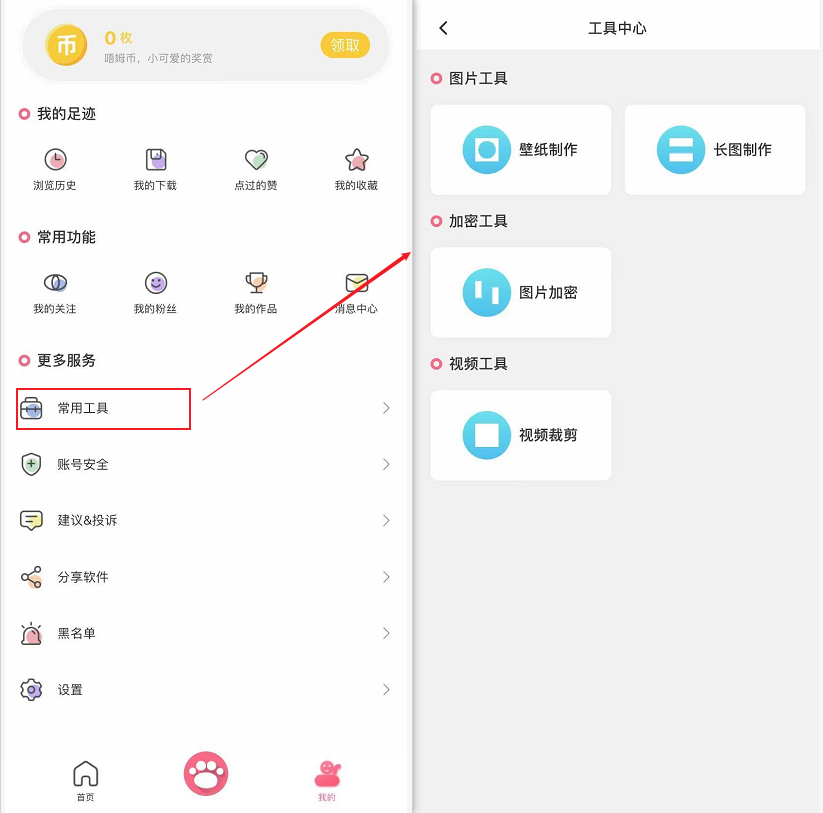 币
0 枚
唔姆币，小可爱的奖赏
领取
我的足迹
浏览历史
我的下载
点过的赞
我的收藏
常用功能
我的关注
我的粉丝
我的作品
消息中心
更多服务
常用工具
账号安全
建议&投诉
分享软件
黑名单
设置
首页
我的
工具中心
图片工具
壁纸制作
长图制作
加密工具
图片加密
视频工具
视频裁剪